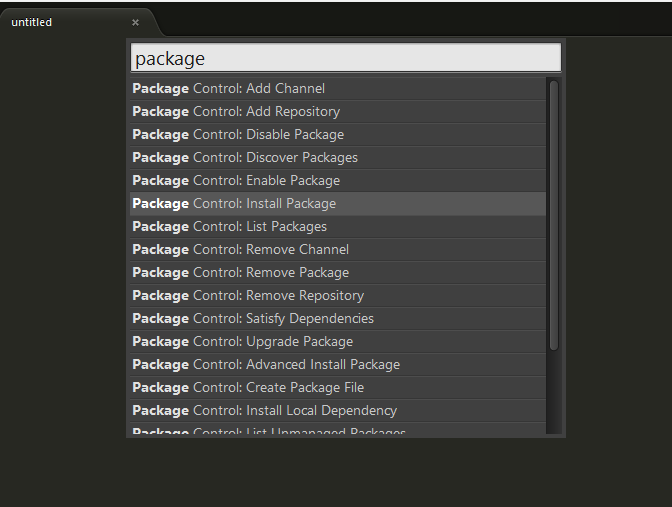 untitled
package
Package Control: Add Channel
Package Control: Add Repository
Package Control: Disable Package
Package Control: Discover Packages
Package Control: Enable Package
Package Control: Install Package
Package Control: List Packages
Package Control: Remove Channel
Package Control: Remove Package
Package Control: Remove Repository
Package Control: Satisfy Dependencies
Package Control: Upgrade Package
Package Control: Advanced Install Package
Package Control: Create Package File
Package Control: Install Local Dependency
Package Control: List Unmanaged Packages